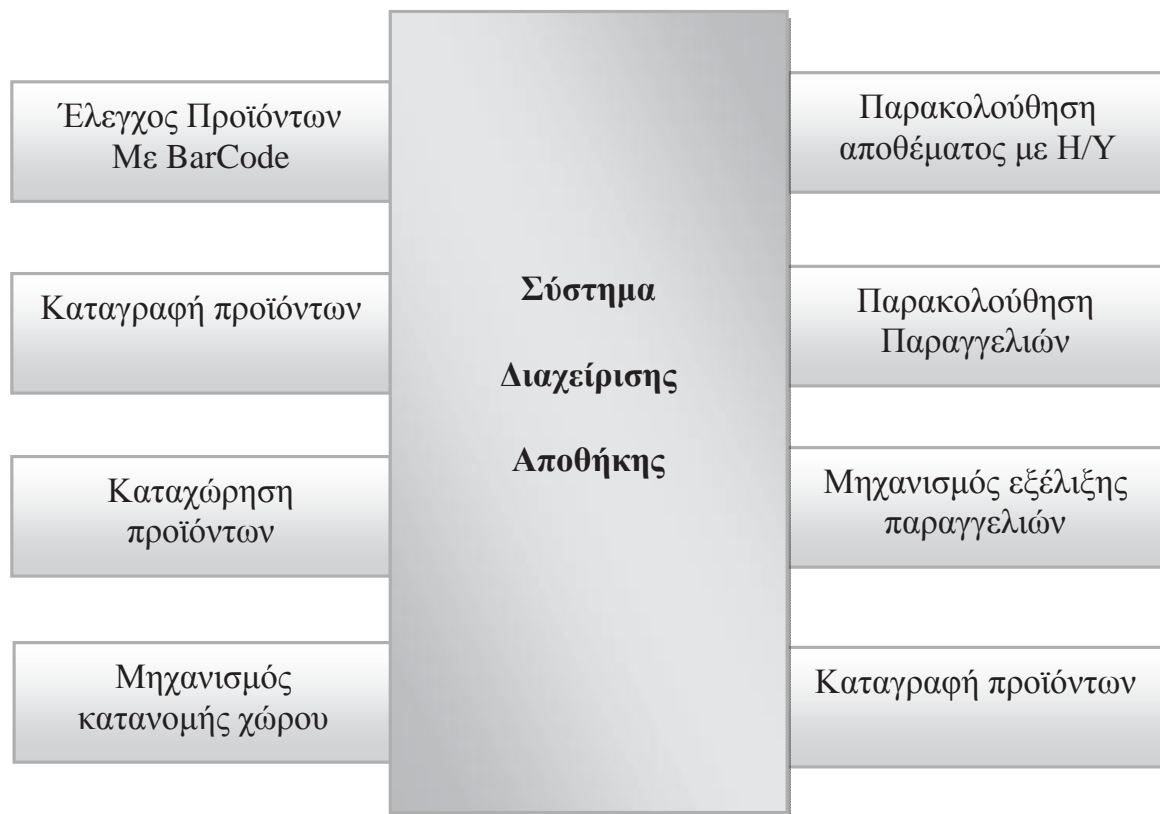 Έλεγχος Προϊόντων
Με BarCode
Καταγραφή προϊόντων
Καταχώρηση
προϊόντων
Μηχανισμός
κατανομής χώρου
Σύστημα
Διαχείρισης
Αποθήκης
Παρακολούθηση
αποθέματος με Η/Υ
Παρακολούθηση
Παραγγελιών
Μηχανισμός εξέλιξης
παραγγελιών
Καταγραφή προϊόντων